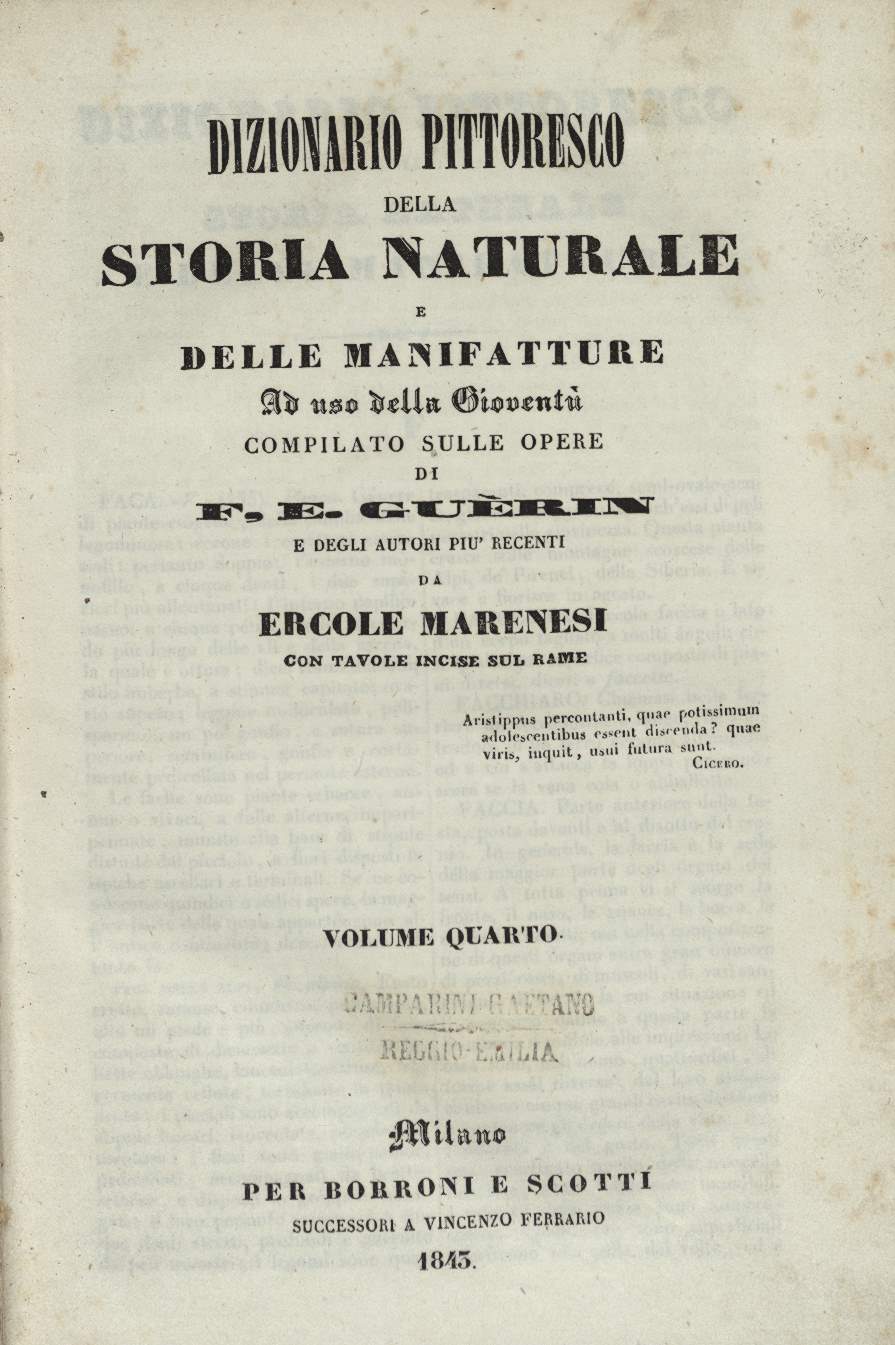 DIZIONARIO PITTORESCO
DELLA
STORIA NATURALE
E
DELLE MANIFATTURE
Ad uso della Gioventù
COMPILATO SULLE OPERE
DI
F. E. GUÈRIN
E DEGLI AUTORI PIU' RECENTI
DA
ERCOLE MARENESI
CON TAVOLE INCISE SUL RAME
Aristippus percontanti, quae potissimum
adolescentibus essent discenda? quae
viris, inquit, usui futura sunt.
CICERO.
VOLUME QUARTO.
CAMPARINI GAETANO
REGGIO-EMILIA
Milano
PER BORRONI E SCOTTI
SUCCESSORI A VINCENZO FERRARIO
1843.